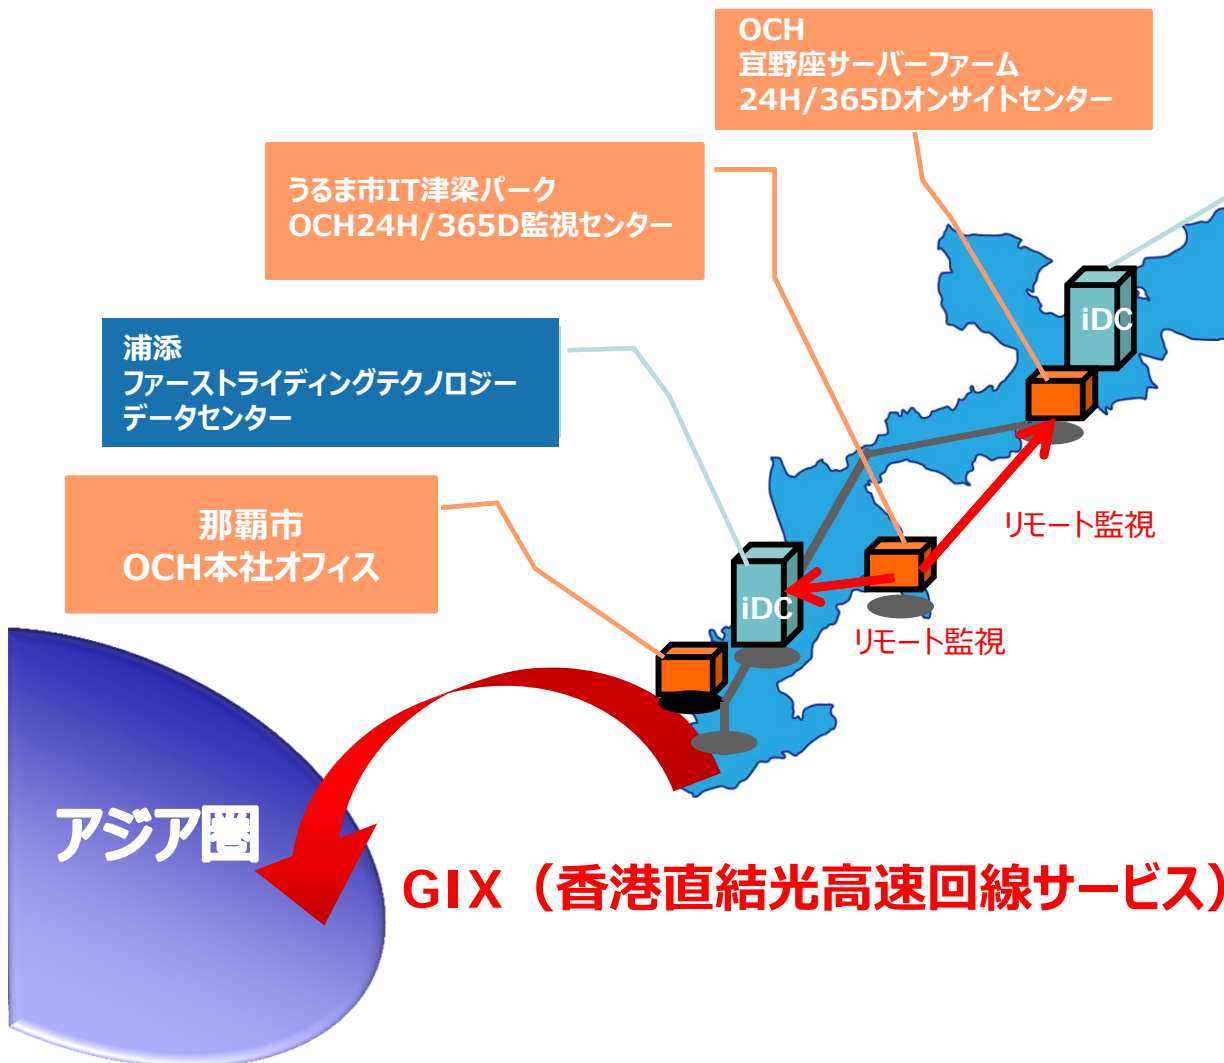 OCH
宜野座サーバーファーム
24H/365Dオンサイトセンター
うるま市IT津梁パーク
OCH24H/365D監視センター
浦添
ファーストライディングテクノロジー
データセンター
那覇市
OCH本社オフィス
iDC
iDC
リモート監視
リモート監視
アジア圏
GIX（香港直結光高速回線サービス）